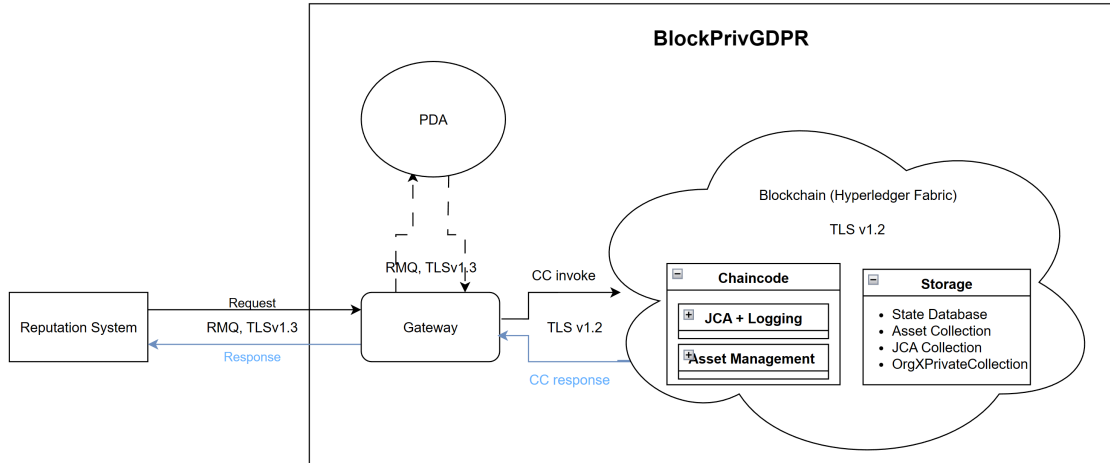 BlockPrivGDPR
PDA
Blockchain (Hyperledger Fabric)
TLS v1.2
RMQ, TLSv1.3
CC invoke
Chaincode
Storage
Request
Reputation System
RMQ, TLSv1.3
Gateway
TLS v1.2
JCA + Logging
State Database
Asset Collection
JCA Collection
OrgXPrivateCollection
Response
Asset Management
CC response